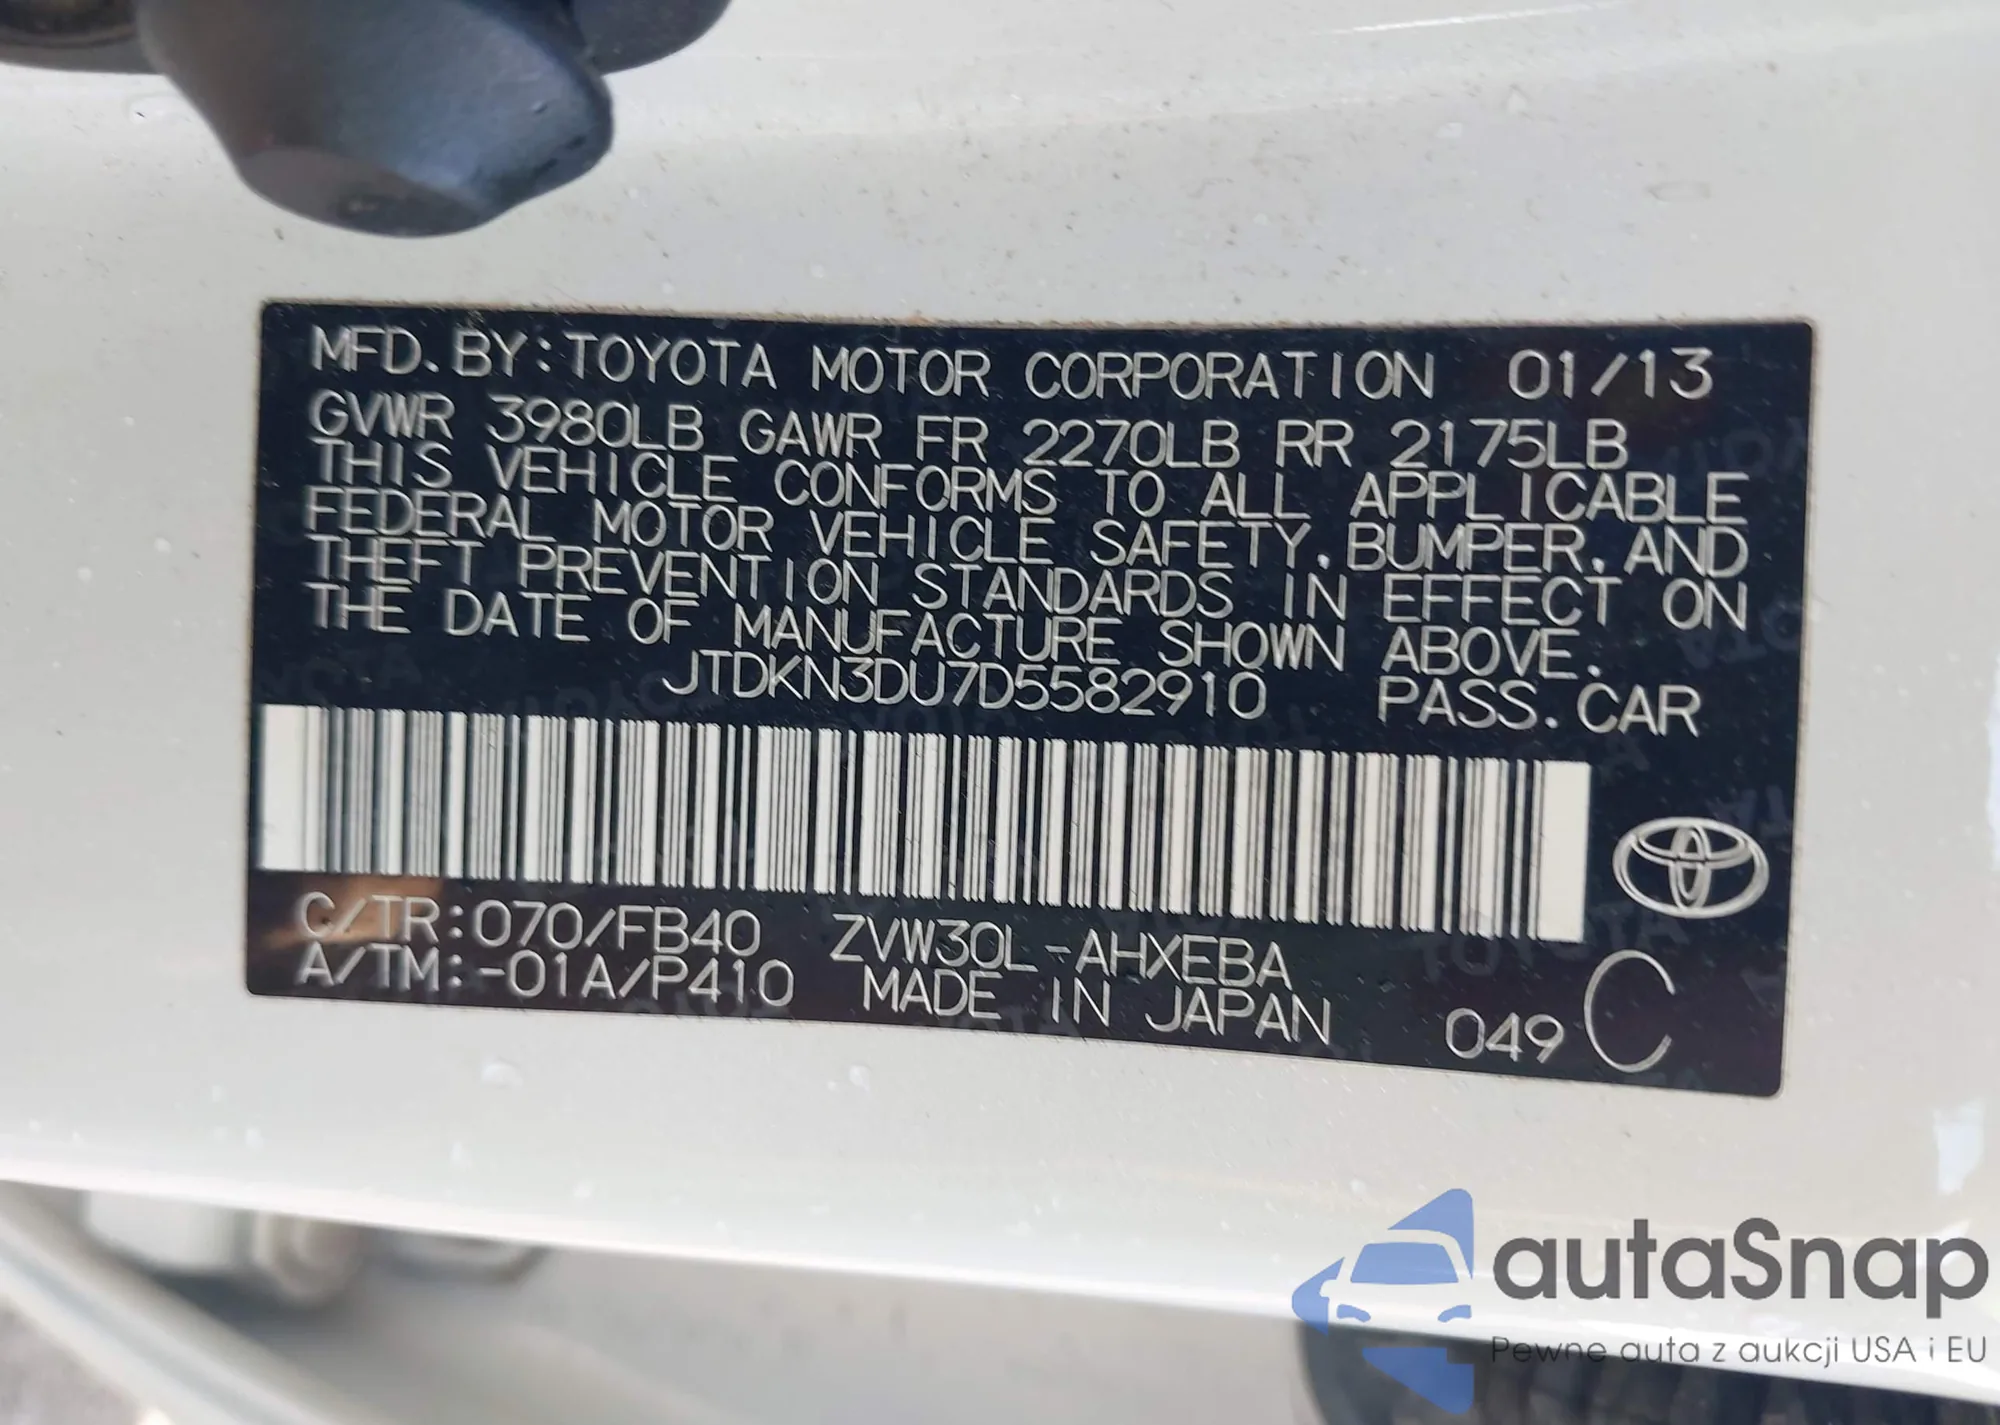 MFD. BY: TOYOTA MOTOR CORPORATION 01/13
GVWR 3980LB GAWR FR 2270LB RR 2175LB
THIS VEHICLE CONFORMS TO ALL APPLICABLE
FEDERAL MOTOR VEHICLE SAFETY, BUMPER, AND
THEFT PREVENTION STANDARDS IN EFFECT ON
THE DATE OF MANUFACTURE SHOWN ABOVE.
JTDKN3DU7D5582910 PASS. CAR
C/TR:070/FB40 ZVW30L-AHXEBA
A/TM:-01A/P410 MADE IN JAPAN 049 C
autaSnap
Pewne auta z aukcji USA i EU